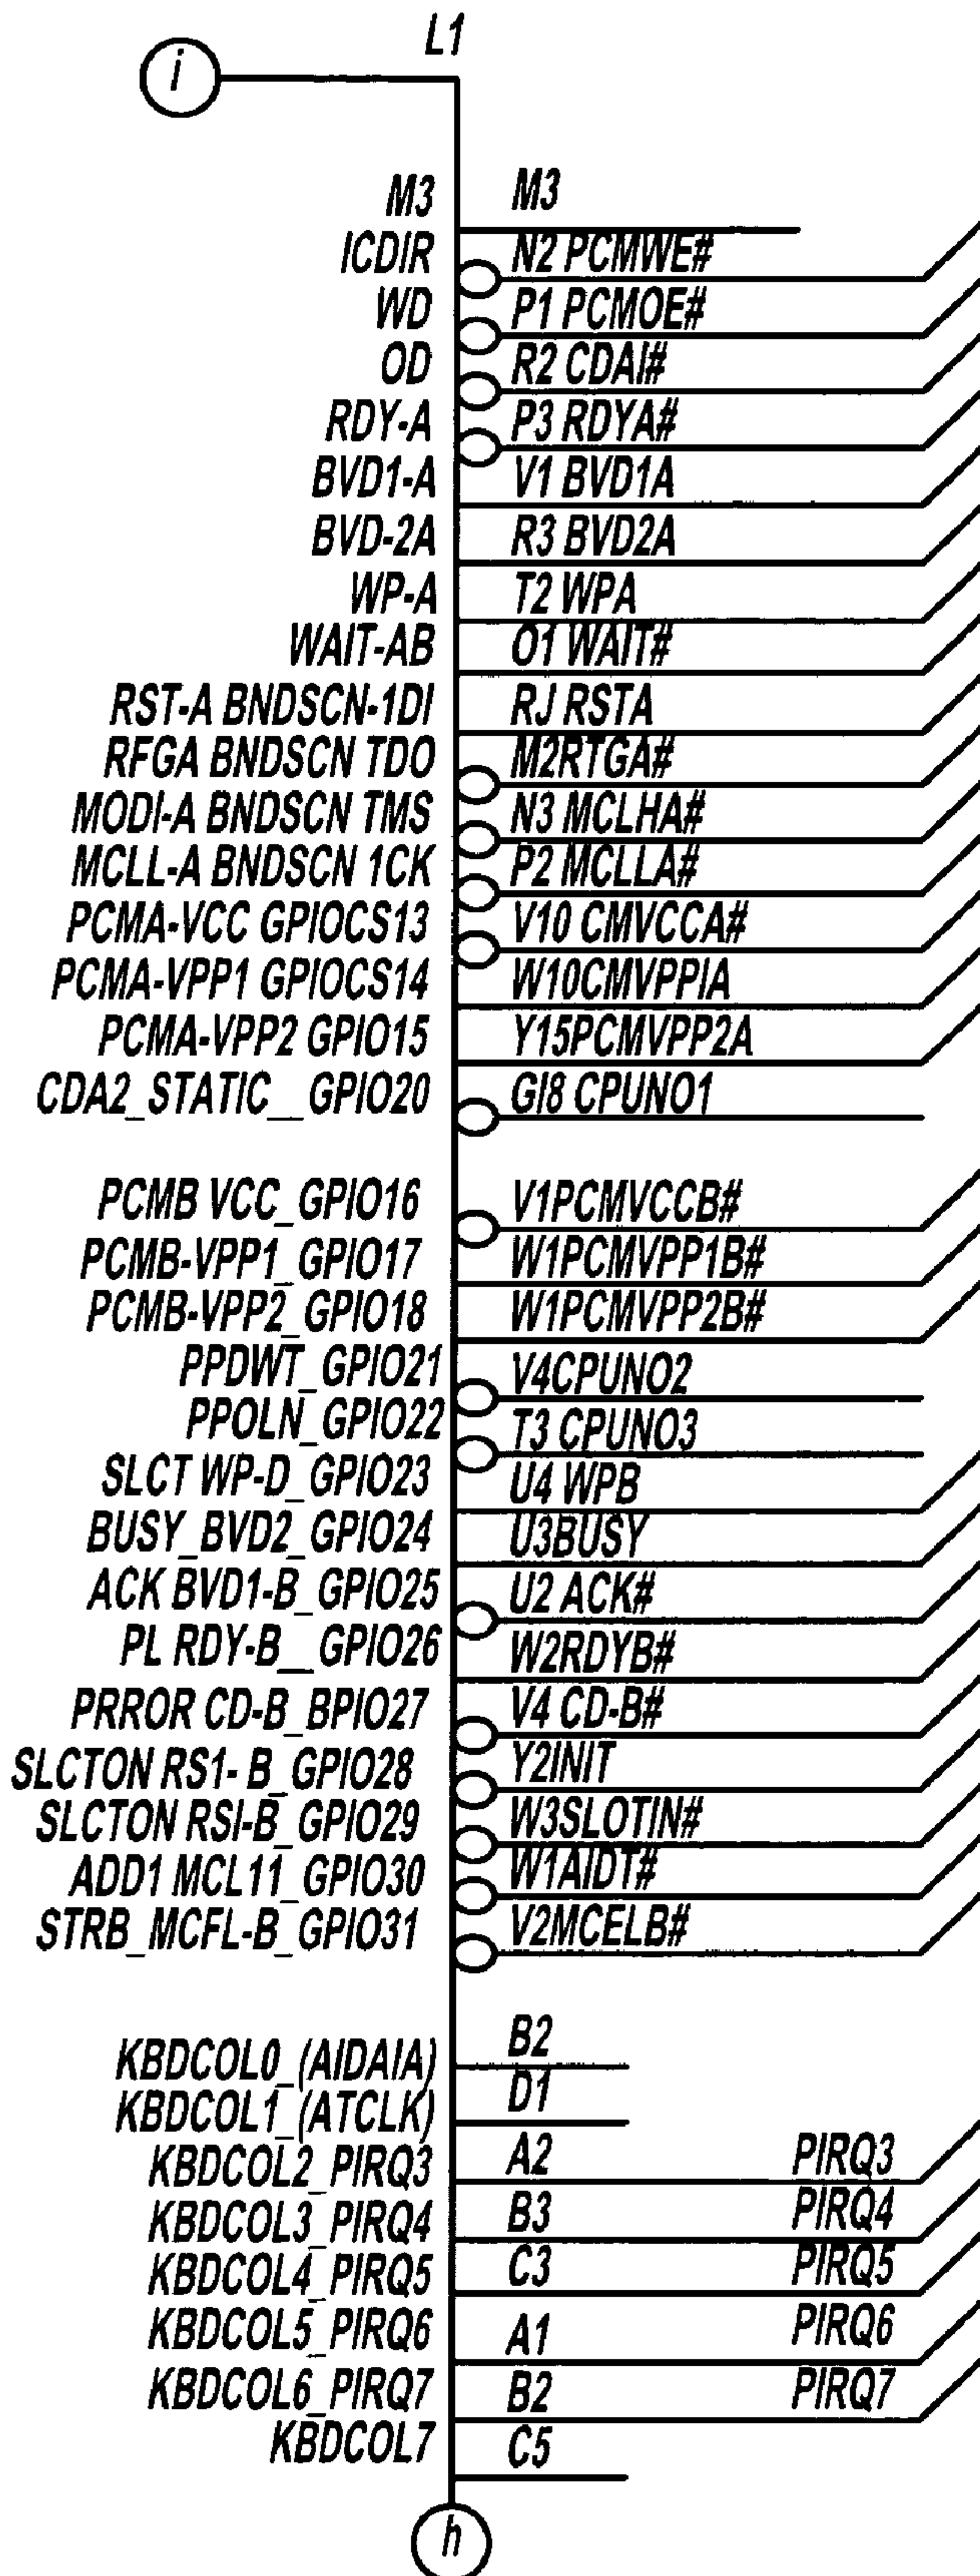 L1
i
M3 M3
ICDIR N2 PCMWE#
WD P1 PCMOE#
OD R2 CDAI#
RDY-A P3 RDYA#
BVD1-A V1 BVD1A
BVD-2A R3 BVD2A
WP-A T2 WPA
WAIT-AB O1 WAIT#
RST-A BNDSCN-1DI RJ RSTA
RFGA BNDSCN TDO M2RTGA#
MODI-A BNDSCN TMS N3 MCLHA#
MCLL-A BNDSCN 1CK P2 MCLLA#
PCMA-VCC GPIOCS13 V10 CMVCCA#
PCMA-VPP1 GPIOCS14 W10CMVPPIA
PCMA-VPP2 GPIO15 Y15PCMVPP2A
CDA2_STATIC__GPIO20 GI8 CPUNO1
PCMB VCC_GPIO16 V1PCMVCCB#
PCMB-VPP1_GPIO17 W1PCMVPP1B#
PCMB-VPP2_GPIO18 W1PCMVPP2B#
PPDWT_GPIO21 V4CPUNO2
PPOLN_GPIO22 T3 CPUNO3
SLCT WP-D_GPIO23 U4 WPB
BUSY_BVD2_GPIO24 U3BUSY
ACK BVD1-B_GPIO25 U2 ACK#
PL RDY-B__GPIO26 W2RDYB#
PRROR CD-B_BPIO27 V4 CD-B#
SLCTON RS1- B_GPIO28 Y2INIT
SLCTON RSI-B_GPIO29 W3SLOTIN#
ADD1 MCL11_GPIO30 W1AIDT#
STRB_MCFL-B_GPIO31 V2MCELB#
KBDCOL0_(AIDAIA) B2
KBDCOL1_(ATCLK) D1
KBDCOL2_PIRQ3 A2 PIRQ3
KBDCOL3_PIRQ4 B3 PIRQ4
KBDCOL4_PIRQ5 C3 PIRQ5
KBDCOL5_PIRQ6 A1 PIRQ6
KBDCOL6_PIRQ7 B2 PIRQ7
KBDCOL7 C5
h